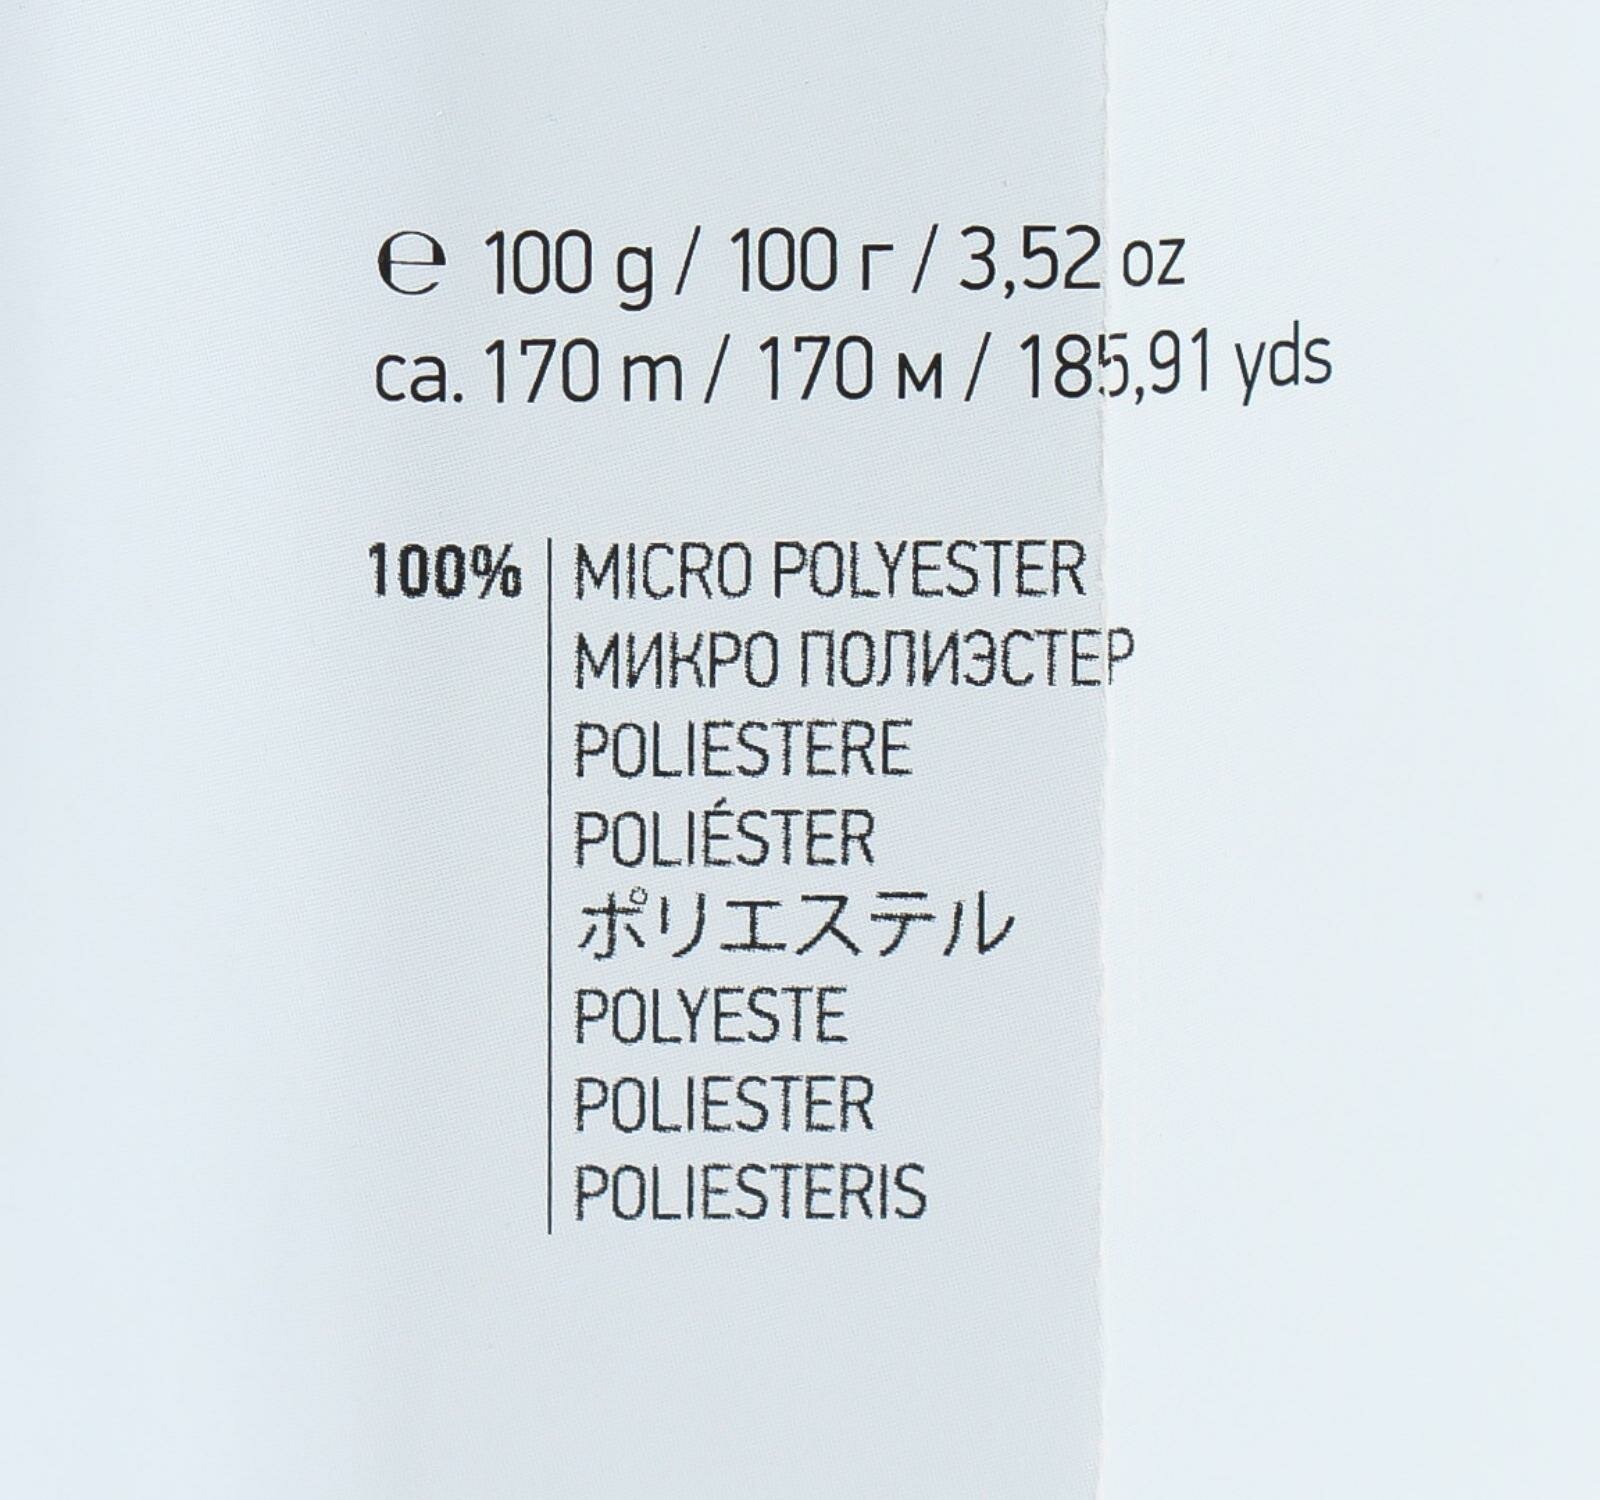 ℮ 100 g / 100 г / 3,52 oz
ca. 170 m / 170 м / 185,91 yds
100% MICRO POLYESTER
МИКРО ПОЛИЭСТЕР
POLIESTERE
POLIÉSTER
ポリエステル
POLYESTE
POLIESTER
POLIESTERIS